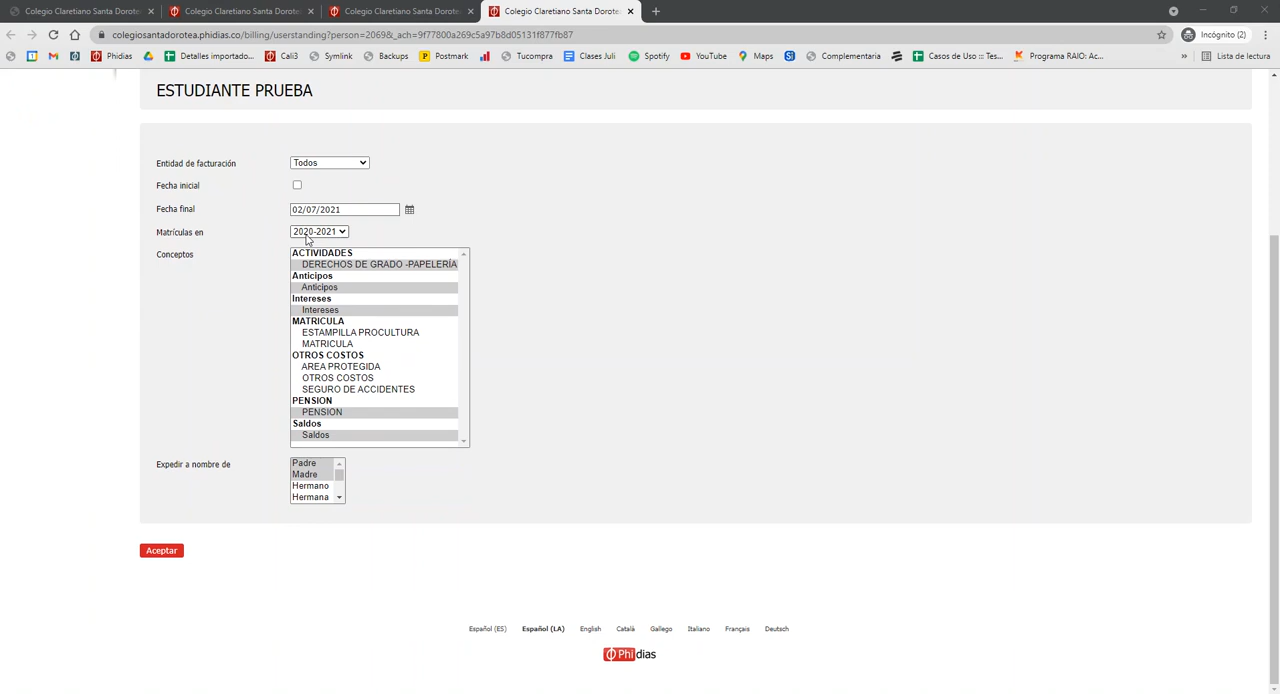 Colegio Claretiano Santa Dorote
Colegio Claretiano Santa Dorote
Colegio Claretiano Santa Dorote
Colegio Claretiano Santa Dorote
colegiosantadorotea.phidias.co/billing/userstanding?person=2069&_ach=9f77800a269c5a97b8d05131f877fb87
Incógnito (2)
Phidias
Detalles importado...
Cali3
Symlink
Backups
Postmark
Tucompra
Clases Juli
Spotify
YouTube
Maps
Complementaria
Casos de Uso ::: Tes...
Programa RAIO: Ac...
»
Lista de lectura
ESTUDIANTE PRUEBA
Entidad de facturación
Todos
Fecha inicial
Fecha final
02/07/2021
Matrículas en
2020-2021
Conceptos
ACTIVIDADES
DERECHOS DE GRADO -PAPELERÍA
Anticipos
Anticipos
Intereses
Intereses
MATRICULA
ESTAMPILLA PROCULTURA
MATRICULA
OTROS COSTOS
AREA PROTEGIDA
OTROS COSTOS
SEGURO DE ACCIDENTES
PENSION
PENSION
Saldos
Saldos
Expedir a nombre de
Padre
Madre
Hermano
Hermana
Aceptar
Español (ES) Español (LA) English Català Gallego Italiano Français Deutsch
Phidias